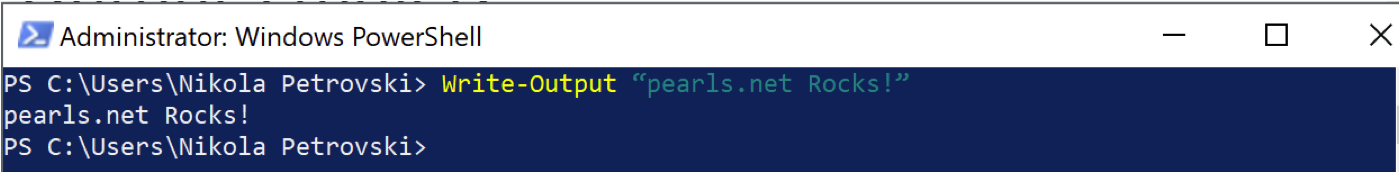 Administrator: Windows PowerShell
PS C:\Users\Nikola Petrovski> Write-Output “pearls.net Rocks!”
pearls.net Rocks!
PS C:\Users\Nikola Petrovski>